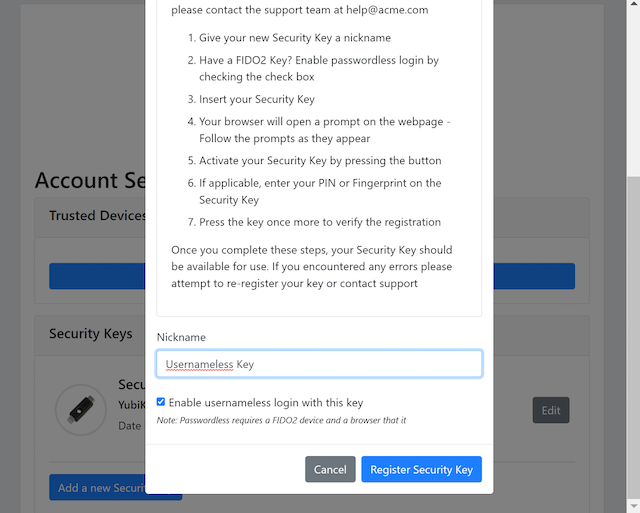 please contact the support team at help@acme.com
1. Give your new Security Key a nickname
2. Have a FIDO2 Key? Enable passwordless login by
checking the check box
3. Insert your Security Key
4. Your browser will open a prompt on the webpage -
Follow the prompts as they appear
5. Activate your Security Key by pressing the button
6. If applicable, enter your PIN or Fingerprint on the
Security Key
7. Press the key once more to verify the registration
Once you complete these steps, your Security Key should
be available for use. If you encountered any errors please
attempt to re-register your key or contact support
Account Se
Trusted Devices
Security Keys
Nickname
Usernameless Key
Secu
YubiK
Date
Enable usernameless login with this key
Note: Passwordless requires a FIDO2 device and a browser that it
Edit
Cancel
Register Security Key
Add a new Securi